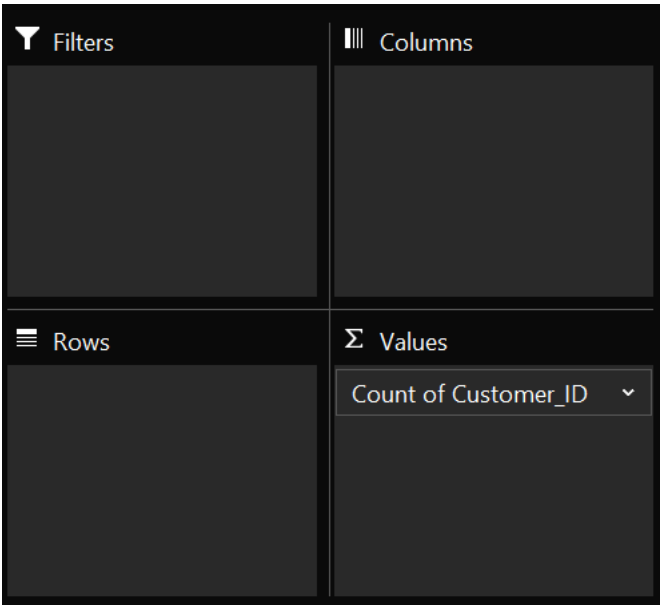 Filters
Columns
Rows
Σ Values
Count of Customer_ID